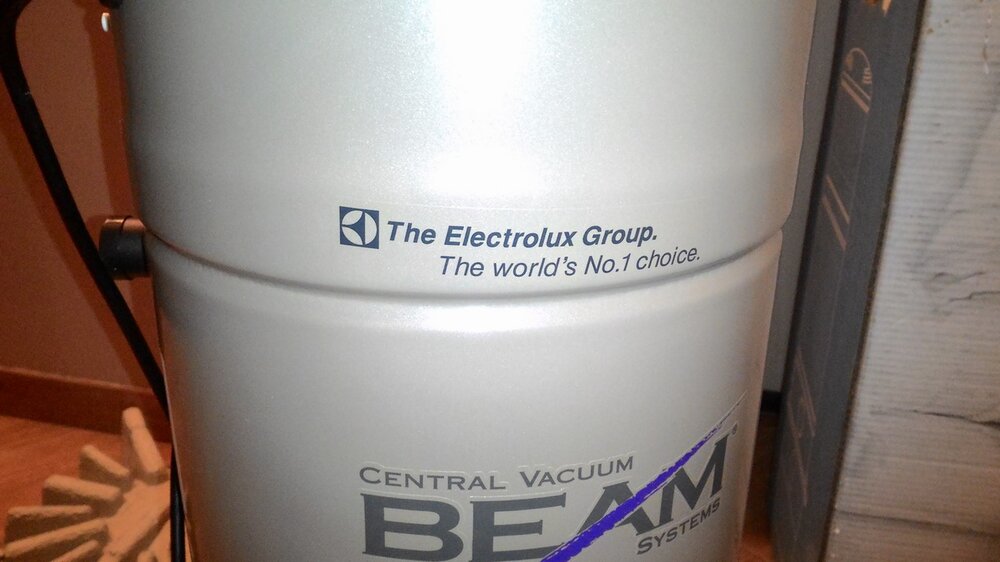 The Electrolux Group.
The world's No.1 choice.
CENTRAL VACUUM
BEAM®
SYSTEMS